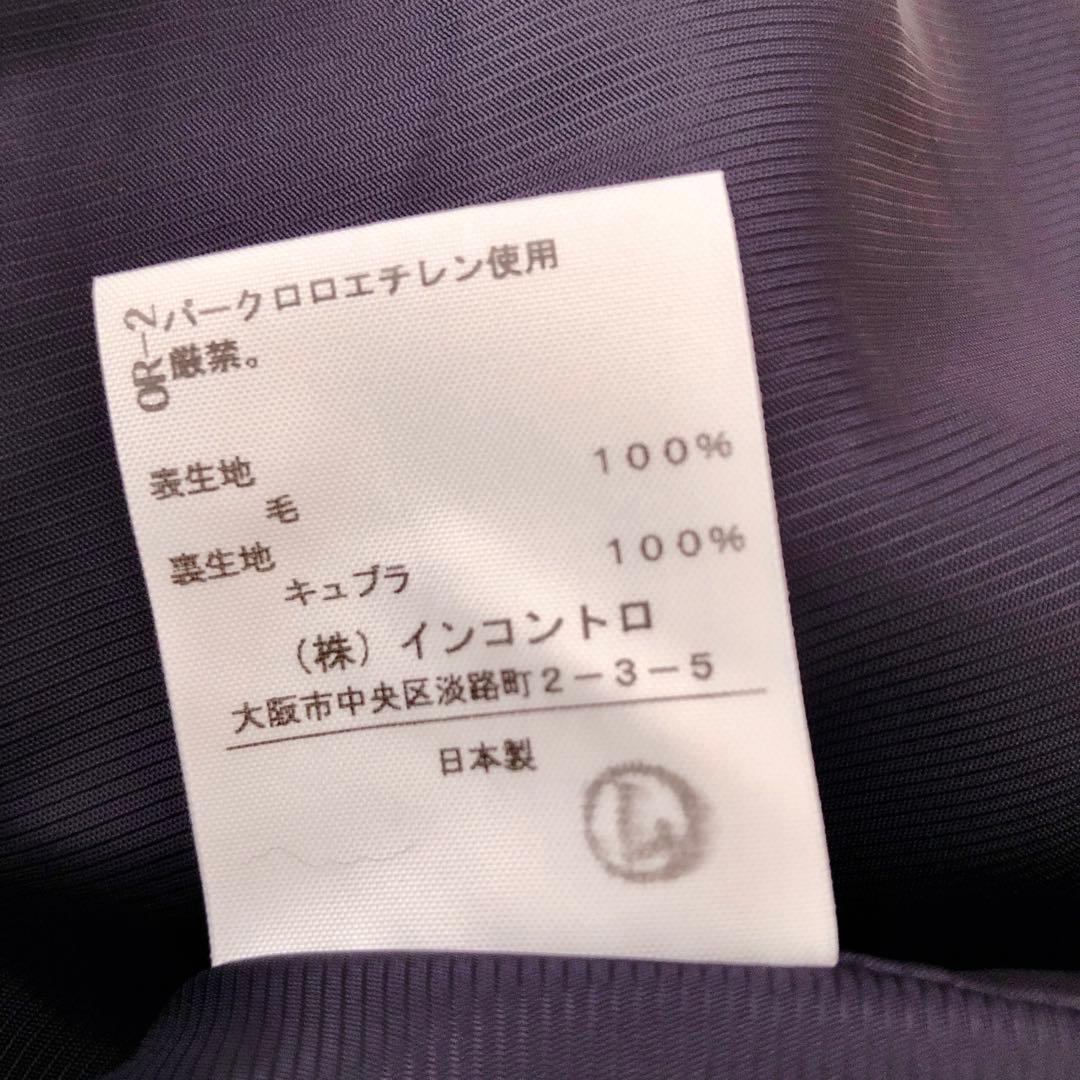 パークロロエチレン使用
厳禁。
OR-2
表生地 100%
毛
裏生地 100%
キュプラ
（株）インコントロ
大阪市中央区淡路町2－3－5
日本製
L